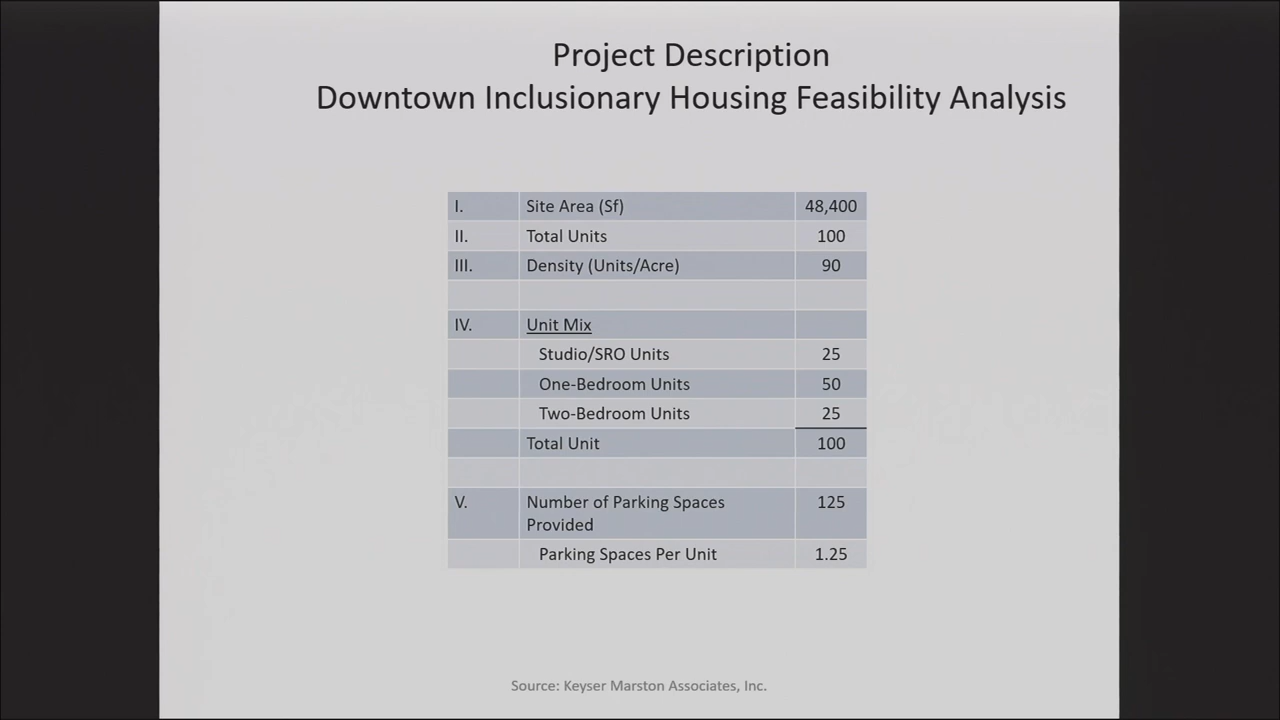 Project Description
Downtown Inclusionary Housing Feasibility Analysis
I. Site Area (Sf) 48,400
II. Total Units 100
III. Density (Units/Acre) 90
IV. Unit Mix
Studio/SRO Units 25
One-Bedroom Units 50
Two-Bedroom Units 25
Total Unit 100
V. Number of Parking Spaces 125
Provided
Parking Spaces Per Unit 1.25
Source: Keyser Marston Associates, Inc.